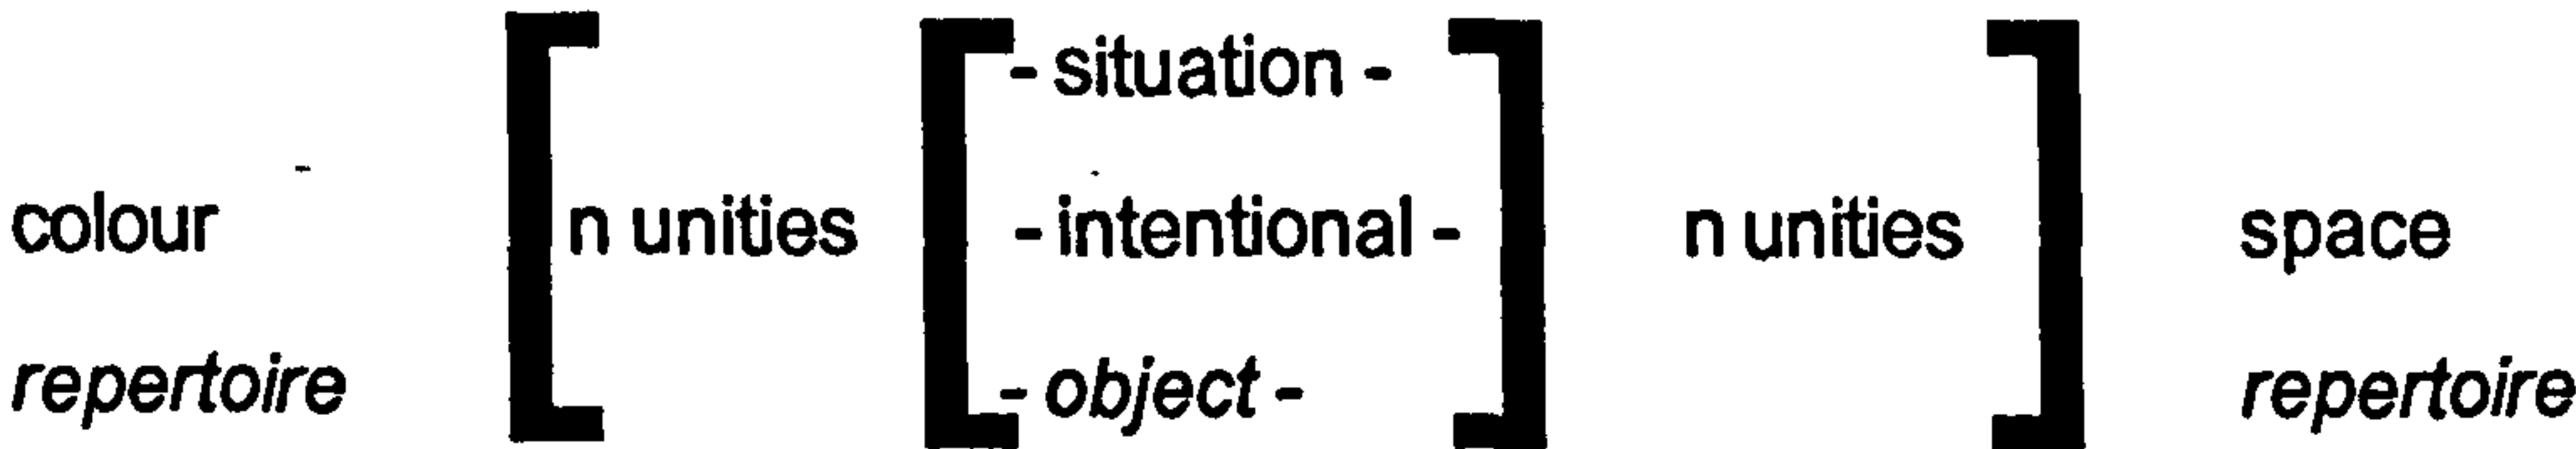 - situation -
colour n unities - intentional - n unities space
repertoire - object - repertoire